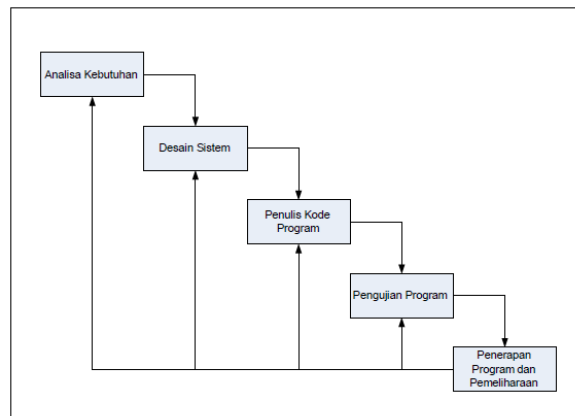 Analisa Kebutuhan
Desain Sistem
Penulis Kode
Program
Pengujian Program
Penerapan
Program dan
Pemeliharaan